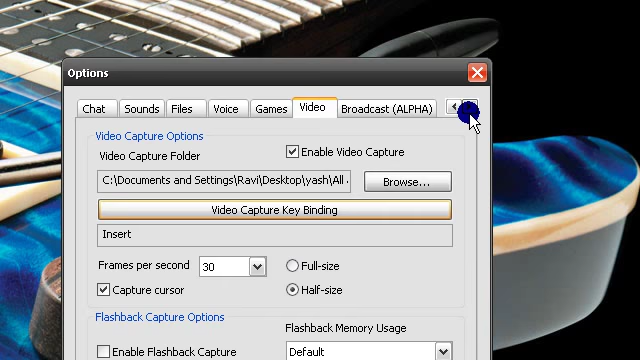 Options
Chat Sounds Files Voice Games Video Broadcast (ALPHA)
Video Capture Options
Video Capture Folder
Enable Video Capture
C:\Documents and Settings\Ravi\Desktop\yash\All
Browse...
Video Capture Key Binding
Insert
Frames per second 30 Full-size
Capture cursor Half-size
Flashback Capture Options
Flashback Memory Usage
Enable Flashback Capture Default